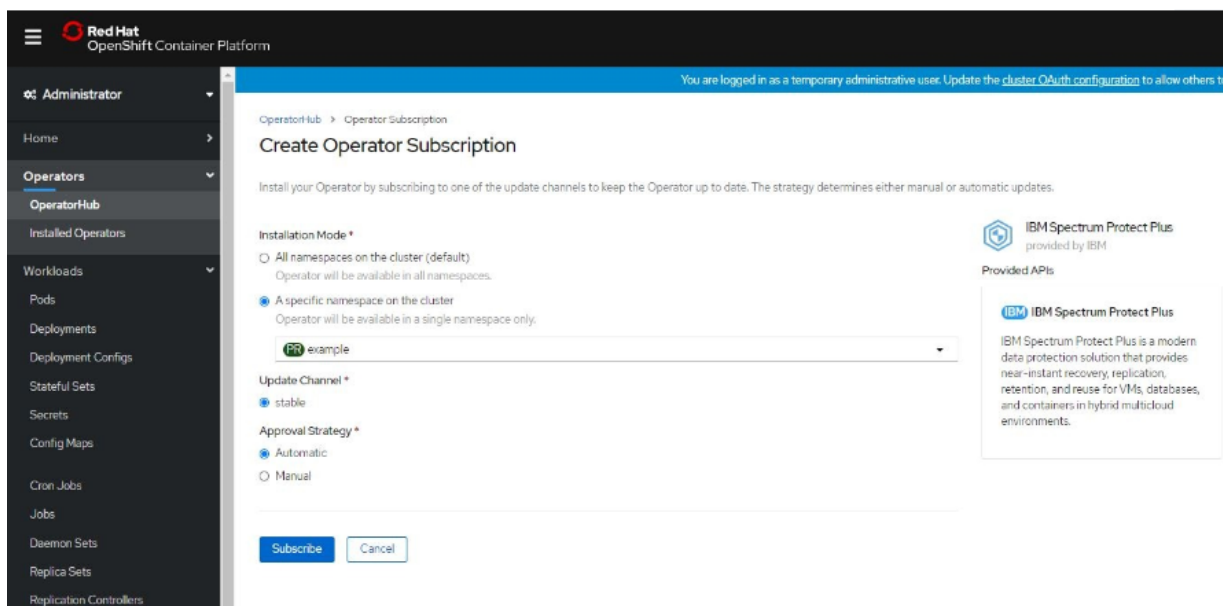 Red Hat
OpenShift Container Platform
You are logged in as a temporary administrative user. Update the cluster OAuth configuration to allow others t
Administrator
Home
Operators
OperatorHub
Installed Operators
Workloads
Pods
Deployments
Deployment Configs
Stateful Sets
Secrets
Config Maps
Cron Jobs
Jobs
Daemon Sets
Replica Sets
Replication Controllers
OperatorHub > Operator Subscription
Create Operator Subscription
Install your Operator by subscribing to one of the update channels to keep the Operator up to date. The strategy determines either manual or automatic updates.
Installation Mode *
All namespaces on the cluster (default)
Operator will be available in all namespaces.
A specific namespace on the cluster
Operator will be available in a single namespace only.
PR example
Update Channel *
stable
Approval Strategy *
Automatic
Manual
Subscribe
Cancel
IBM Spectrum Protect Plus
provided by IBM
Provided APIs
IBM IBM Spectrum Protect Plus
IBM Spectrum Protect Plus is a modern
data protection solution that provides
near-instant recovery, replication,
retention, and reuse for VMs, databases,
and containers in hybrid multicloud
environments.